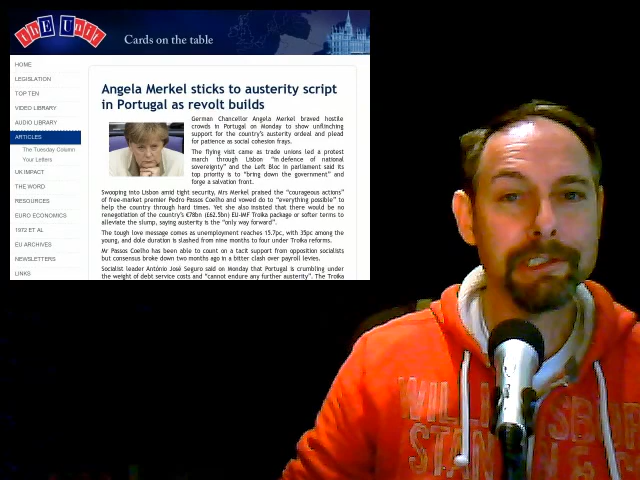 the Unit
Cards on the table
HOME
LEGISLATION
TOP TEN
VIDEO LIBRARY
AUDIO LIBRARY
ARTICLES
The Tuesday Column
Your Letters
UK IMPACT
THE WORD
RESOURCES
EURO ECONOMICS
1972 ET AL
EU ARCHIVES
NEWSLETTERS
LINKS
Angela Merkel sticks to austerity script
in Portugal as revolt builds
German Chancellor Angela Merkel braved hostile
crowds in Portugal on Monday to show unflinching
support for the country's austerity ordeal and plead
for patience as social cohesion frays.
The flying visit came as trade unions led a protest
march through Lisbon "in defence of national
sovereignty" and the Left Bloc in parliament said its
top priority is to "bring down the government" and
forge a salvation front.
Swooping into Lisbon amid tight security, Mrs Merkel praised the "courageous actions"
of free-market premier Pedro Passos Coelho and vowed do to "everything possible" to
help the country through hard times. Yet she also insisted that there would be no
renegotiation of the country's €78bn (£62.5bn) EU-IMF Troika package or softer terms to
alleviate the slump, saying austerity is the "only way forward".
The tough love message comes as unemployment reaches 15.7pc, with 35pc among the
young, and dole duration is slashed from nine months to four under Troika reforms.
Mr Passos Coelho has been able to count on a tacit support from opposition socialists
but consensus broke down two months ago in a bitter clash over payroll levies.
Socialist leader António José Seguro said on Monday that Portugal is crumbling under
the weight of debt service costs and "cannot endure any further austerity". The Troika
STAN